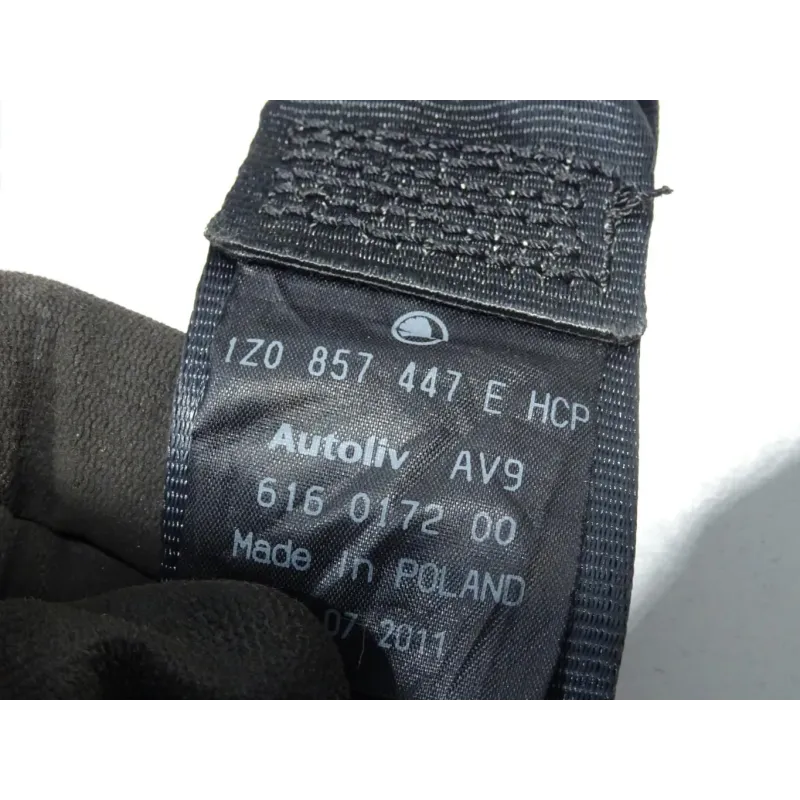 1Z0 857 447 E HCP
Autoliv AV9
616 0172 00
Made in POLAND
07 2011